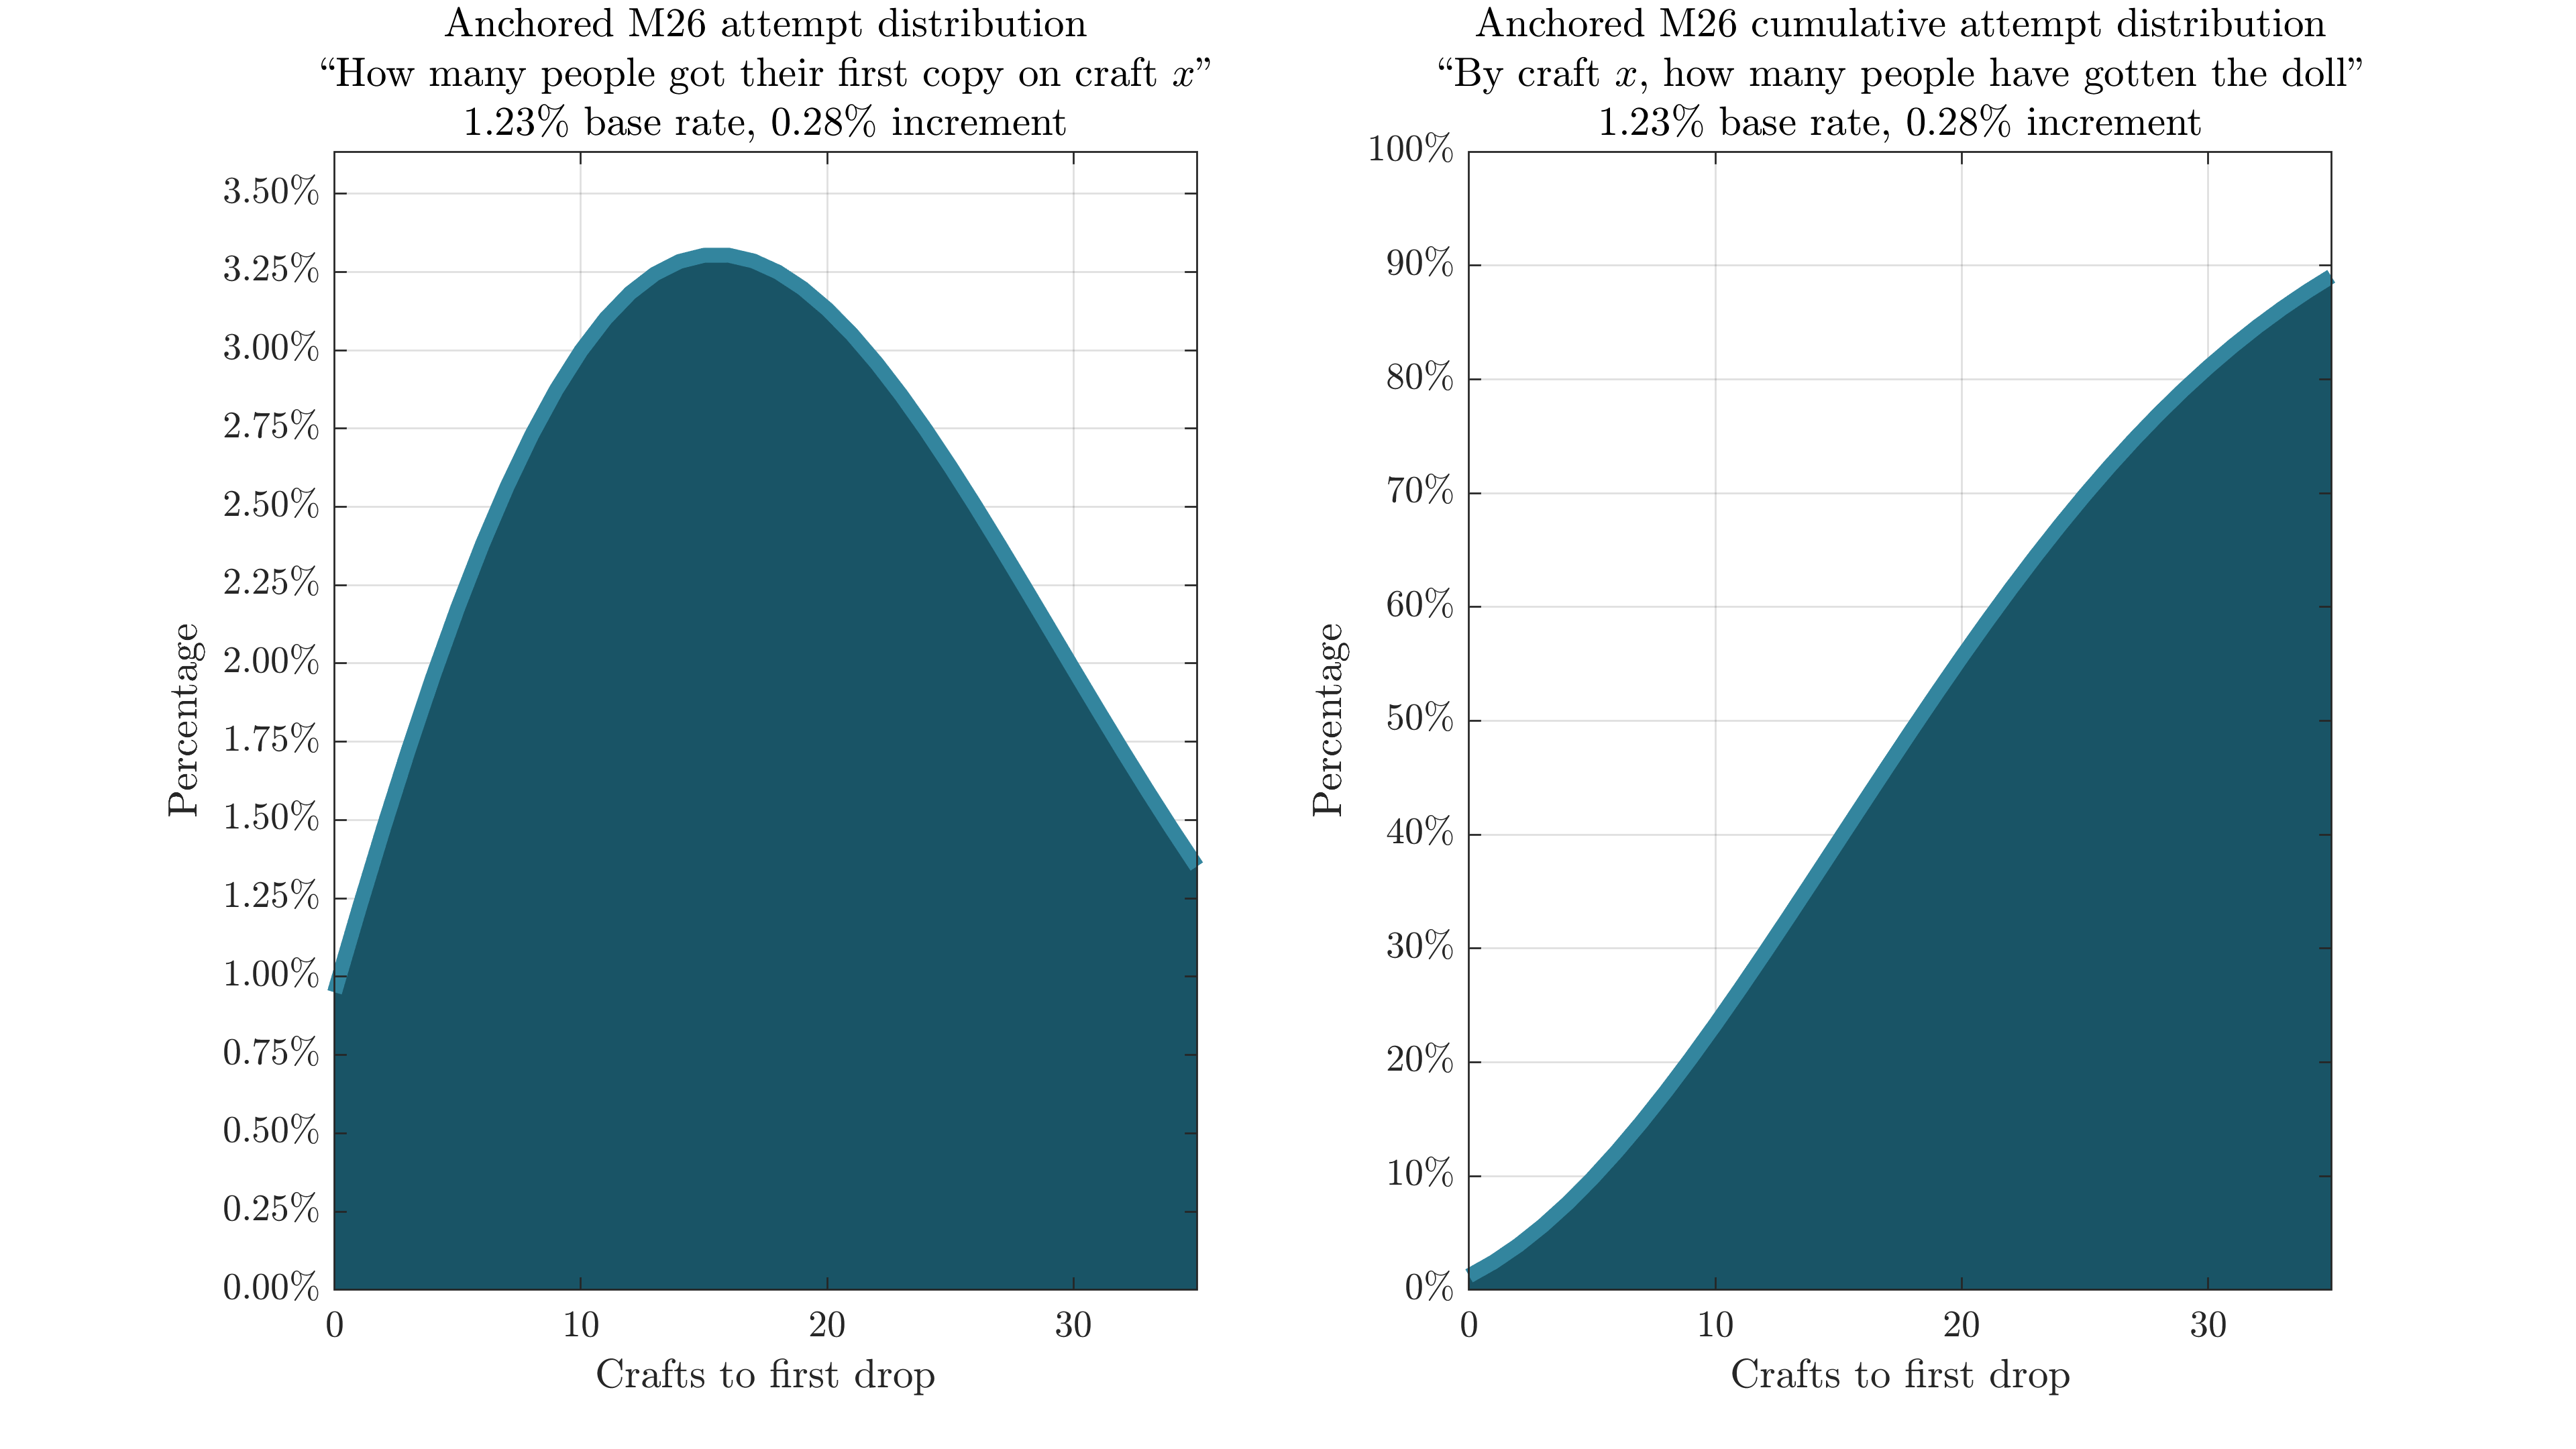 Anchored M26 attempt distribution
“How many people got their first copy on craft x”
1.23% base rate, 0.28% increment
3.50%
3.25%
3.00%
2.75%
2.50%
2.25%
2.00%
1.75%
1.50%
1.25%
1.00%
0.75%
0.50%
0.25%
0.00%
Percentage
0 10 20 30
Crafts to first drop
Anchored M26 cumulative attempt distribution
“By craft x, how many people have gotten the doll”
1.23% base rate, 0.28% increment
100%
90%
80%
70%
60%
50%
40%
30%
20%
10%
0%
Percentage
0 10 20 30
Crafts to first drop